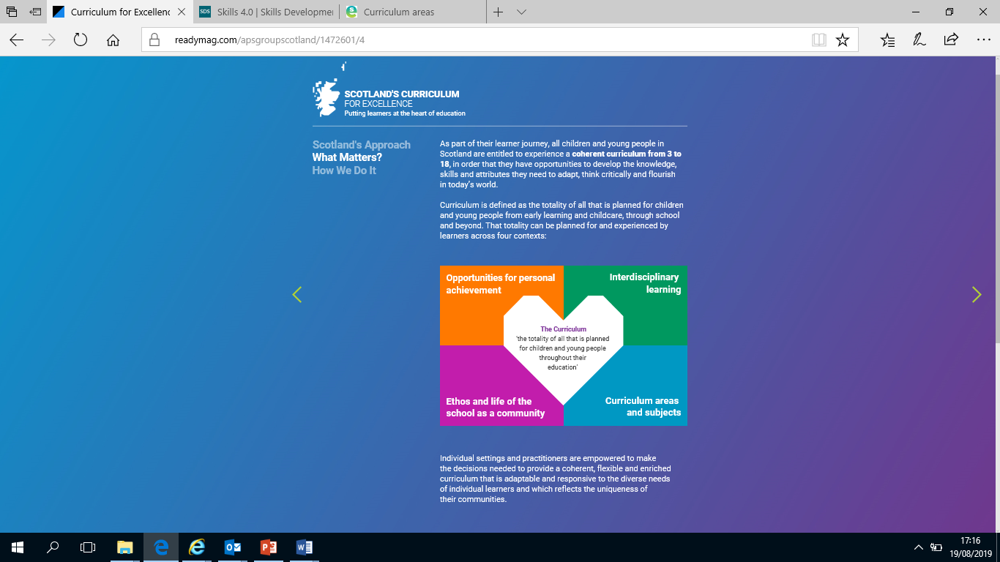 Curriculum for Excellenc
Skills 4.0 | Skills Developmen
Curriculum areas
readymag.com/apsgroupscotland/1472601/4
SCOTLAND'S CURRICULUM
FOR EXCELLENCE
Putting learners at the heart of education
Scotland's Approach
What Matters?
How We Do It
As part of their learner journey, all children and young people in
Scotland are entitled to experience a coherent curriculum from 3 to
18, in order that they have opportunities to develop the knowledge,
skills and attributes they need to adapt, think critically and flourish
in today's world.
Curriculum is defined as the totality of all that is planned for children
and young people from early learning and childcare, through school
and beyond. That totality can be planned for and experienced by
learners across four contexts:
Opportunities for personal
achievement
Interdisciplinary
learning
The Curriculum
'the totality of all that is planned
for children and young people
throughout their
education'
Ethos and life of the
school as a community
Curriculum areas
and subjects
Individual settings and practitioners are empowered to make
the decisions needed to provide a coherent, flexible and enriched
curriculum that is adaptable and responsive to the diverse needs
of individual learners and which reflects the uniqueness of
their communities.
17:16
19/08/2019